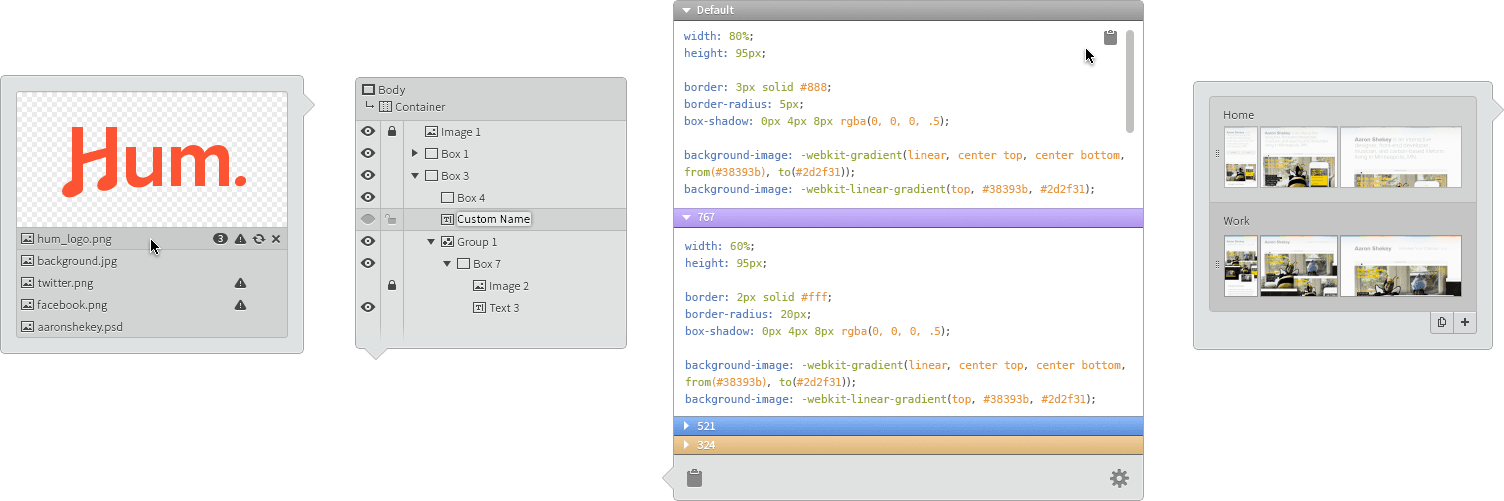 Hum.
hum_logo.png 3
background.jpg
twitter.png
facebook.png
aaronshekey.psd
Body
Container
Image 1
Box 1
Box 3
Box 4
Custom Name
Group 1
Box 7
Image 2
Text 3
Default
width: 80%;
height: 95px;
border: 3px solid #888;
border-radius: 5px;
box-shadow: 0px 4px 8px rgba(0, 0, 0, .5);
background-image: -webkit-gradient(linear, center top, center bottom,
from(#38393b), to(#2d2f31));
background-image: -webkit-linear-gradient(top, #38393b, #2d2f31);
767
width: 60%;
height: 95px;
border: 2px solid #fff;
border-radius: 20px;
box-shadow: 0px 4px 8px rgba(0, 0, 0, .5);
background-image: -webkit-gradient(linear, center top, center bottom,
from(#38393b), to(#2d2f31));
background-image: -webkit-linear-gradient(top, #38393b, #2d2f31);
521
324
Home
Aaron Shekey
Aaron Shekey
Work
Aaron Shekey
Aaron Shekey